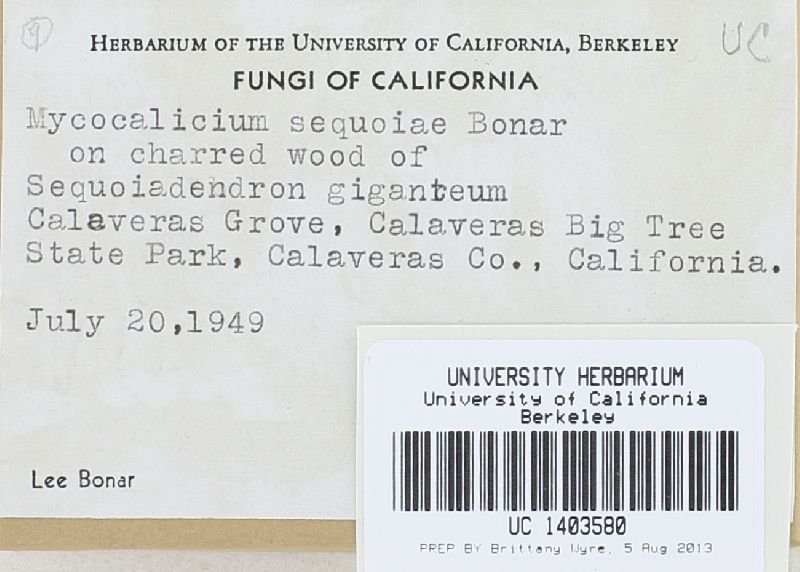 UC
HERBARIUM OF THE UNIVERSITY OF CALIFORNIA, BERKELEY
FUNGI OF CALIFORNIA
Mycocalicium sequoiae Bonar
on charred wood of
Sequoiadendron giganteum
Calaveras Grove, Calaveras Big Tree
State Park, Calaveras Co., California.
July 20,1949
Lee Bonar
UNIVERSITY HERBARIUM
University of California
Berkeley
UC 1403580
PREP BY Brittany Wyre, 5 Aug 2013